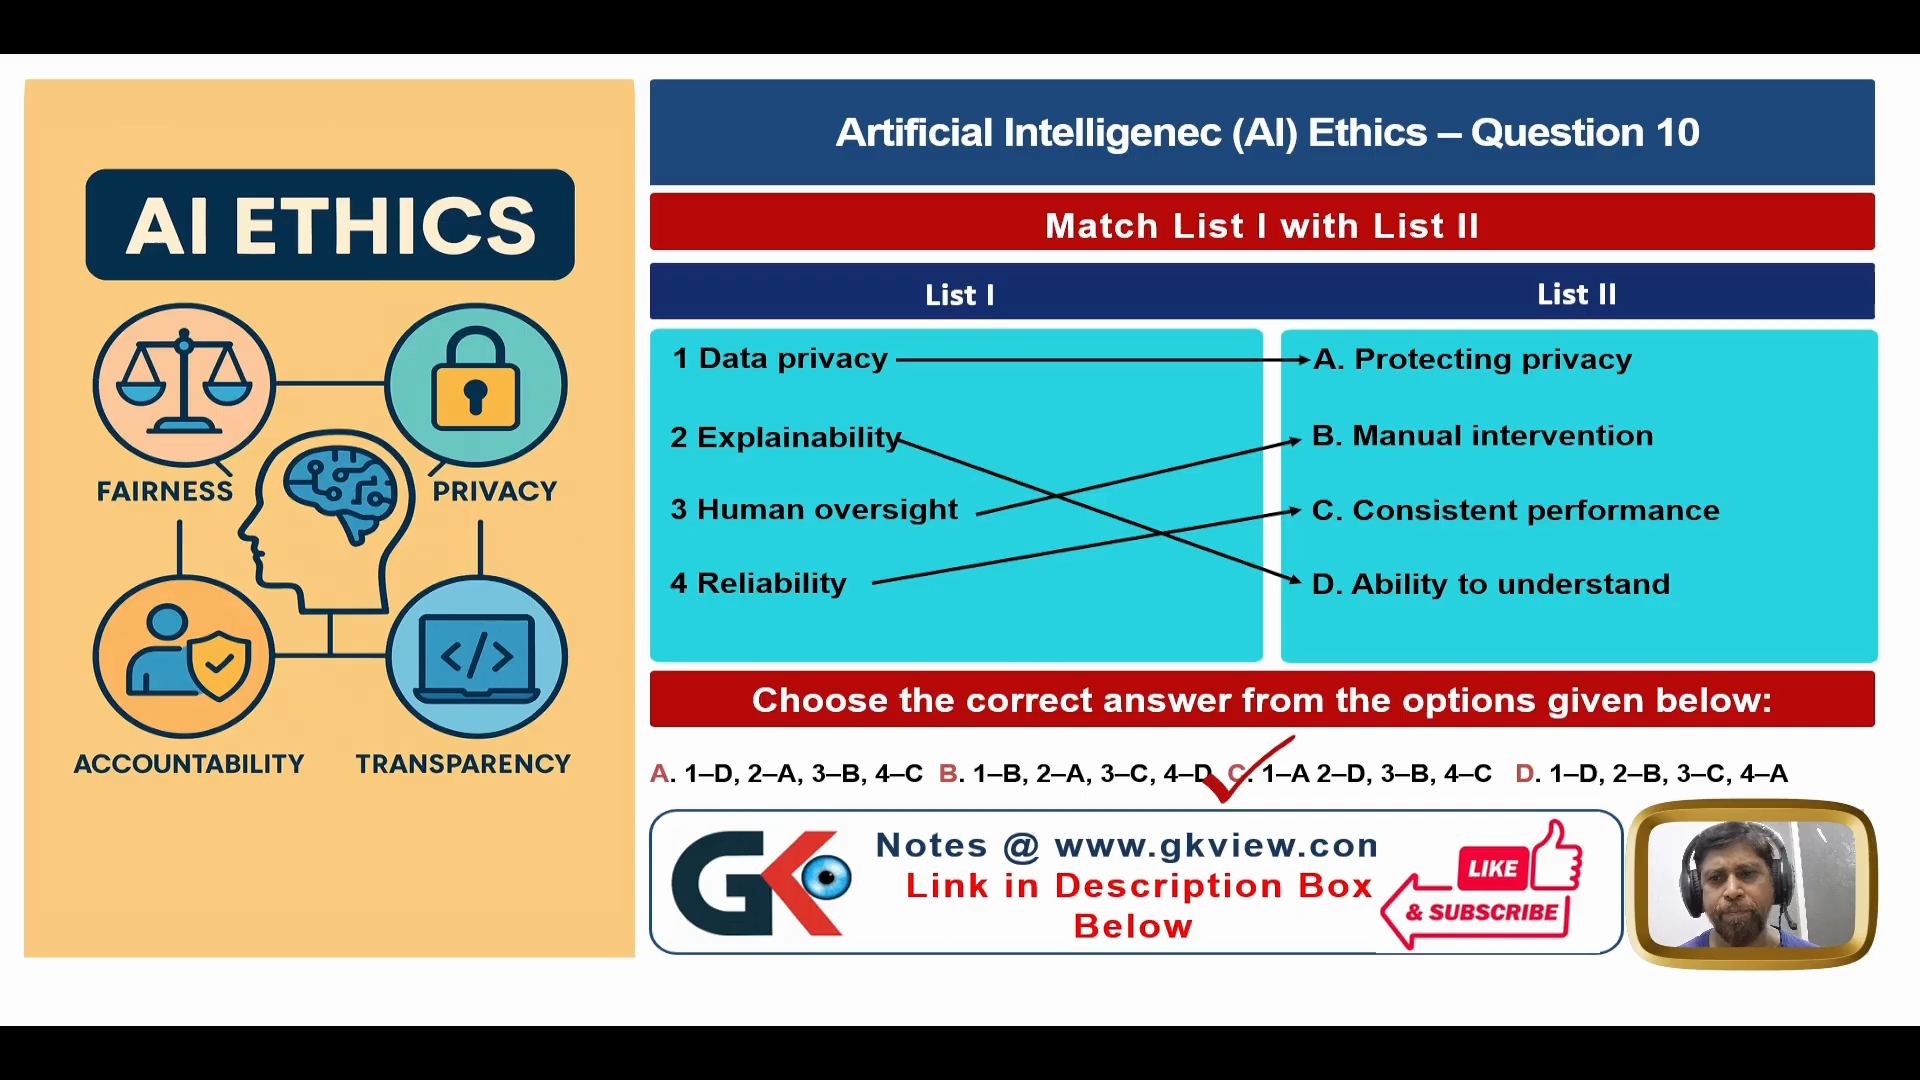 AI ETHICS
FAIRNESS
PRIVACY
</>
ACCOUNTABILITY
TRANSPARENCY
Artificial Intelligenec (AI) Ethics – Question 10
Match List I with List II
List I
List II
1 Data privacy
A. Protecting privacy
2 Explainability
B. Manual intervention
3 Human oversight
C. Consistent performance
4 Reliability
D. Ability to understand
Choose the correct answer from the options given below:
A. 1–D, 2–A, 3–B, 4–C B. 1–B, 2–A, 3–C, 4–D C. 1–A 2–D, 3–B, 4–C D. 1–D, 2–B, 3–C, 4–A
GK
Notes @ www.gkview.con
Link in Description Box
Below
LIKE
& SUBSCRIBE